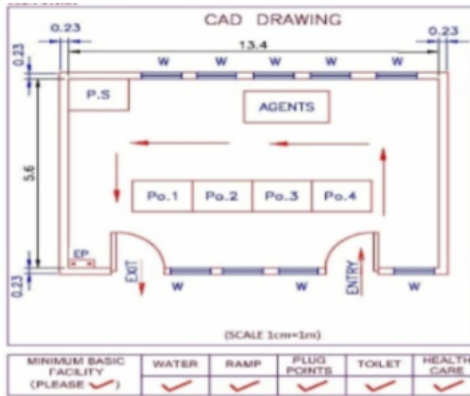 CAD DRAWING
0.23
13.4
0.23
W W W W W
0.23
P.S
AGENTS
5.6
Po.1 Po.2 Po.3 Po.4
EP
EXIT
ENTRY
0.23
W W W
(SCALE 1cm=1m)
MINIMUM BASIC FACILITY (PLEASE ✓) WATER RAMP PLUG POINTS TOILET HEALTH CARE